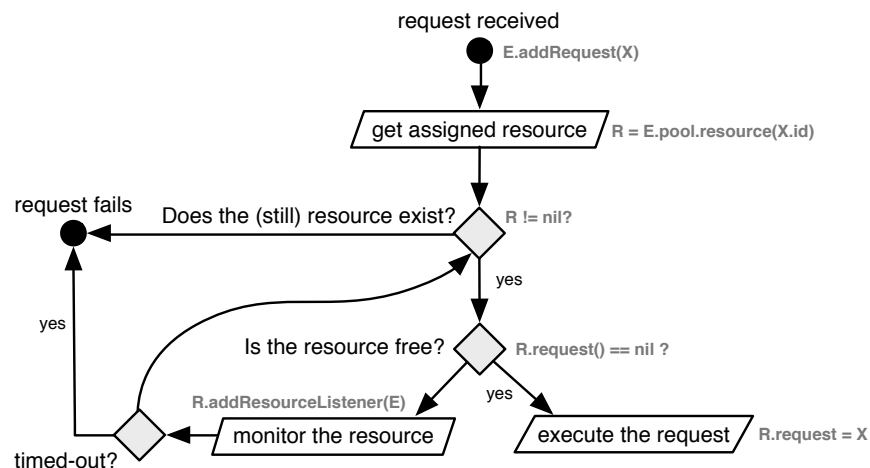 request received
E.addRequest(X)
get assigned resource
R = E.pool.resource(X.id)
request fails
Does the (still) resource exist?
R != nil?
yes
yes
Is the resource free?
R.request() == nil ?
R.addResourceListener(E)
yes
monitor the resource
execute the request
R.request = X
timed-out?